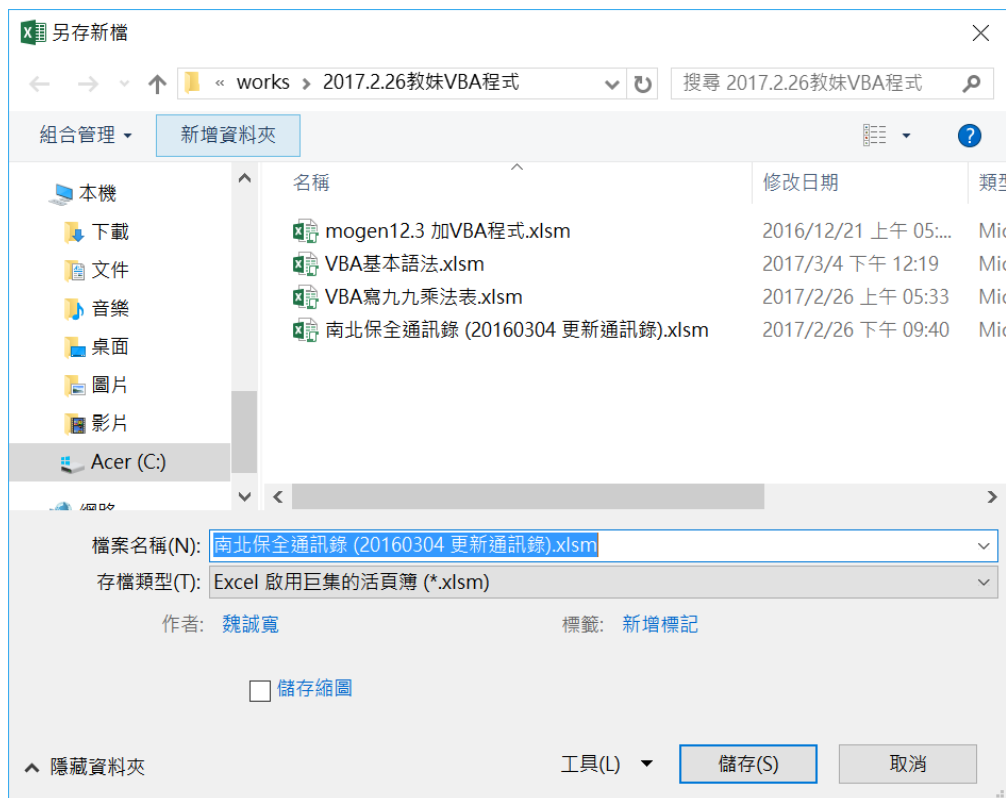 另存新檔
« works › 2017.2.26教妹VBA程式
搜尋 2017.2.26教妹VBA程式
組合管理
新增資料夾
名稱
修改日期
本機
下載
文件
音樂
桌面
圖片
影片
Acer (C:)
mogen12.3 加VBA程式.xlsm 2016/12/21 上午 05:... Mic
VBA基本語法.xlsm 2017/3/4 下午 12:19 Mic
VBA寫九九乘法表.xlsm 2017/2/26 上午 05:33 Mic
南北保全通訊錄 (20160304 更新通訊錄).xlsm 2017/2/26 下午 09:40 Mic
檔案名稱(N): 南北保全通訊錄 (20160304 更新通訊錄).xlsm
存檔類型(T): Excel 啟用巨集的活頁簿 (*.xlsm)
作者: 魏誠寬
標籤: 新增標記
儲存縮圖
隱藏資料夾
工具(L)
儲存(S)
取消